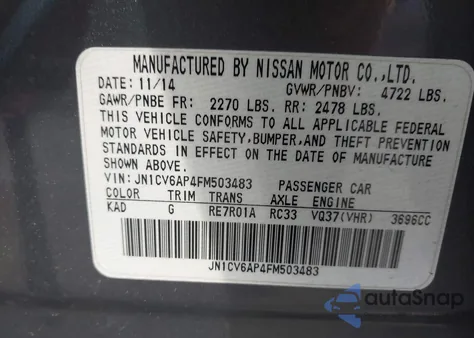 MANUFACTURED BY NISSAN MOTOR CO.,LTD.
DATE: 11/14 GVWR/PNBV: 4722 LBS.
GAWR/PNBE FR: 2270 LBS. RR: 2478 LBS.
THIS VEHICLE CONFORMS TO ALL APPLICABLE FEDERAL
MOTOR VEHICLE SAFETY, BUMPER, AND THEFT PREVENTION
STANDARDS IN EFFECT ON THE DATE OF MANUFACTURE
SHOWN ABOVE.
VIN: JN1CV6AP4FM503483 PASSENGER CAR
COLOR TRIM TRANS AXLE ENGINE
KAD G RE7R01A RC33 VQ37(VHR) 3696CC
JN1CV6AP4FM503483
autoSnap